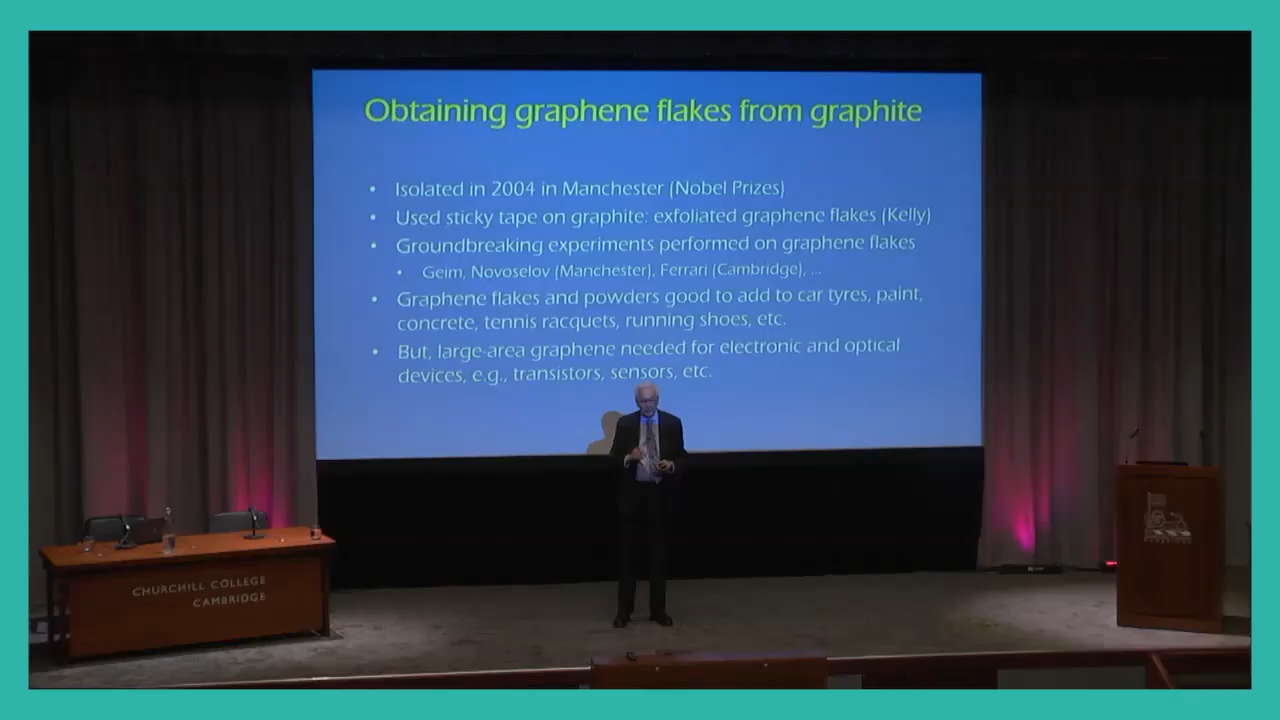 Obtaining graphene flakes from graphite
• Isolated in 2004 in Manchester (Nobel Prizes)
• Used sticky tape on graphite: exfoliated graphene flakes (Kelly)
• Groundbreaking experiments performed on graphene flakes
• Geim, Novoselov (Manchester), Ferrari (Cambridge), ...
• Graphene flakes and powders good to add to car tyres, paint,
concrete, tennis racquets, running shoes, etc.
• But, large-area graphene needed for electronic and optical
devices, e.g., transistors, sensors, etc.
CHURCHILL COLLEGE
CAMBRIDGE